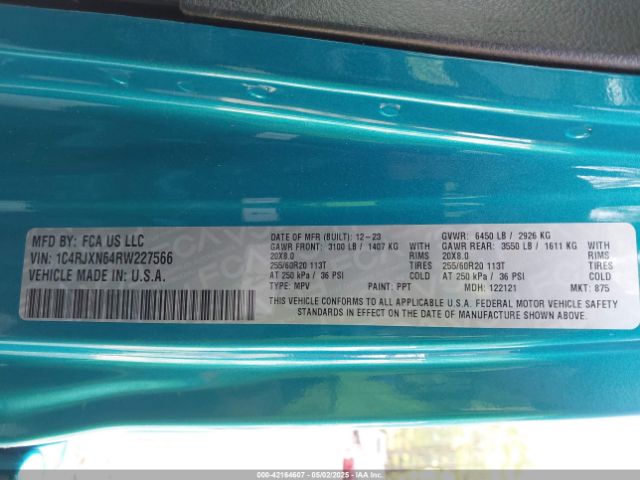 MFD BY: FCA US LLC
VIN: 1C4RJXN64RW227566
VEHICLE MADE IN U.S.A.
DATE OF MFR (BUILT): 12-23 GVWR: 6450 LB / 2926 KG
GAWR FRONT: 3100 LB / 1407 KG GAWR REAR: 3550 LB / 1611 KG
20X8.0 RIMS 20X8.0 RIMS
255/60R20 113T TIRES 255/60R20 113T TIRES
AT 250 kPa / 36 PSI COLD AT 250 kPa / 36 PSI COLD
TYPE: MPV PAINT: PPT MDH: 122121 MKT: 875
THIS VEHICLE CONFORMS TO ALL APPLICABLE U.S.A. FEDERAL MOTOR VEHICLE SAFETY
STANDARDS IN EFFECT ON THE DATE OF MANUFACTURE SHOWN ABOVE.
000-42164607 - 05/02/2025 - IAAI.COM